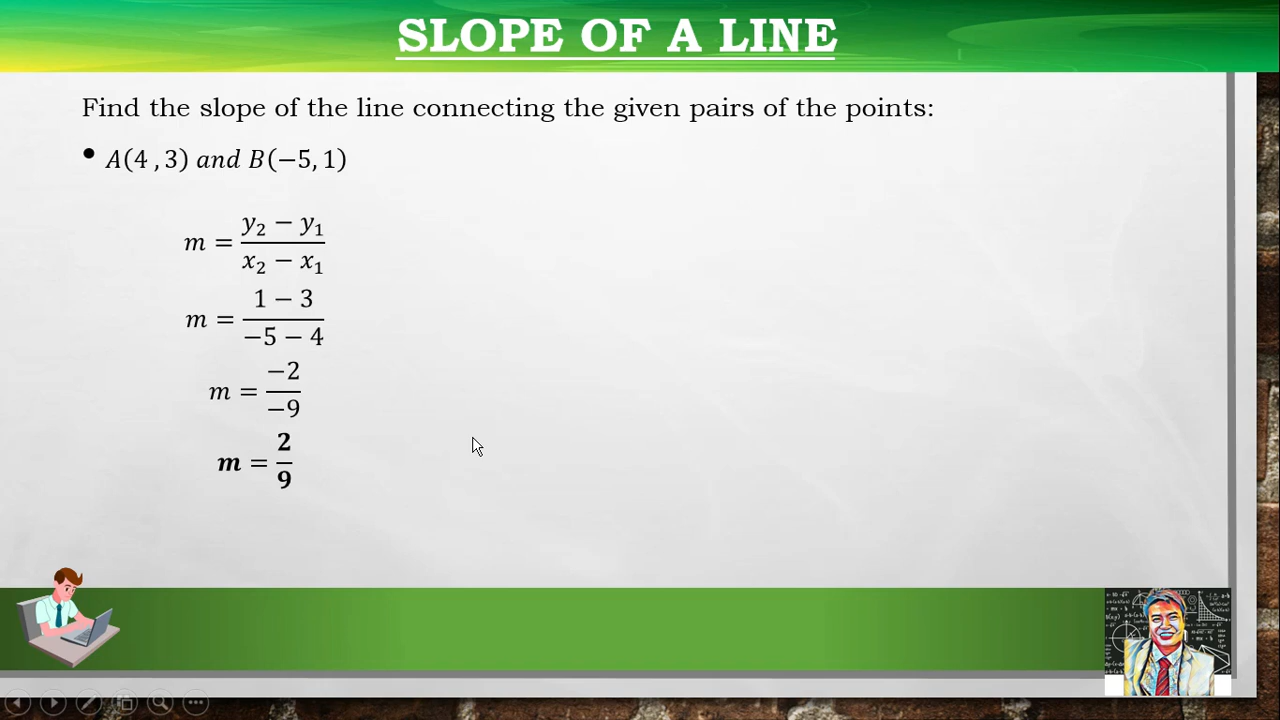 SLOPE OF A LINE
Find the slope of the line connecting the given pairs of the points:
• A(4 , 3) and B(−5, 1)
m = (y₂ − y₁)/(x₂ − x₁)
m = (1 − 3)/(−5 − 4)
m = −2/−9
m = 2/9